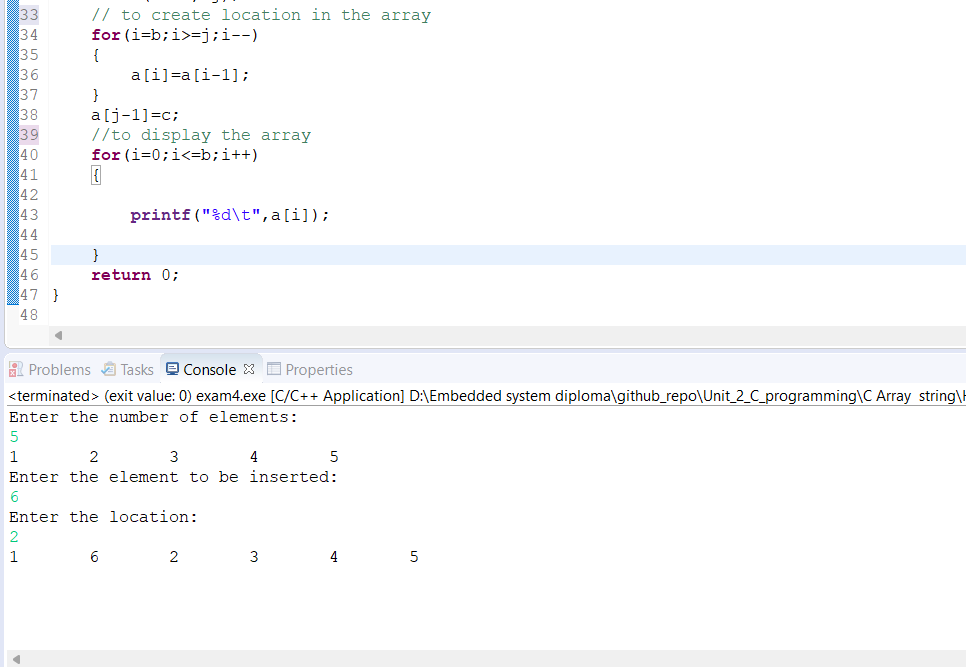 33 // to create location in the array
34 for(i=b;i>=j;i--)
35 {
36 a[i]=a[i-1];
37 }
38 a[j-1]=c;
39 //to display the array
40 for(i=0;i<=b;i++)
41 {
42
43 printf("%d\t",a[i]);
44
45 }
46 return 0;
47 }
48
Problems Tasks Console Properties
<terminated> (exit value: 0) exam4.exe [C/C++ Application] D:\Embedded system diploma\github_repo\Unit_2_C_programming\C Array string\
Enter the number of elements:
5
1 2 3 4 5
Enter the element to be inserted:
6
Enter the location:
2
1 6 2 3 4 5